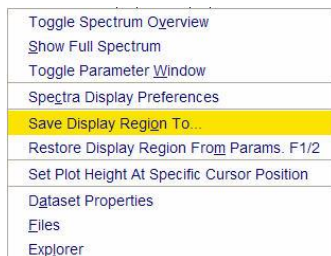 Toggle Spectrum Overview
Show Full Spectrum
Toggle Parameter Window
Spectra Display Preferences
Save Display Region To...
Restore Display Region From Params. F1/2
Set Plot Height At Specific Cursor Position
Dataset Properties
Files
Explorer